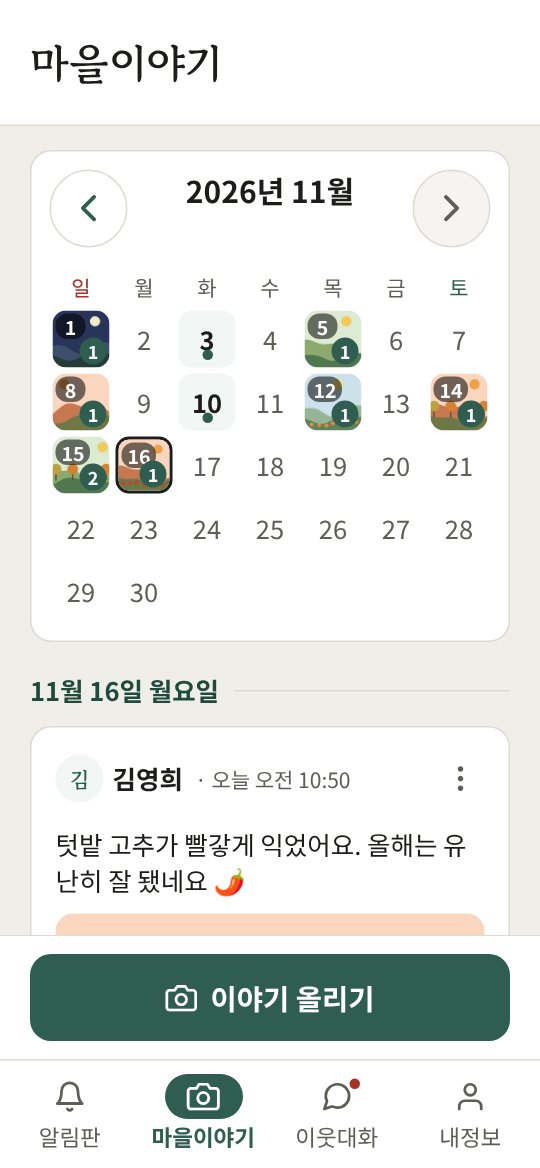 마을이야기
2026년 11월
일 월 화 수 목 금 토
1 1 2 3 4 5 1 6 7
8 1 9 10 11 12 1 13 14 1
15 2 16 1 17 18 19 20 21
22 23 24 25 26 27 28
29 30
11월 16일 월요일
김 김영희 · 오늘 오전 10:50
텃밭 고추가 빨갛게 익었어요. 올해는 유
난히 잘 됐네요 🌶️
이야기 올리기
알림판 마을이야기 이웃대화 내정보